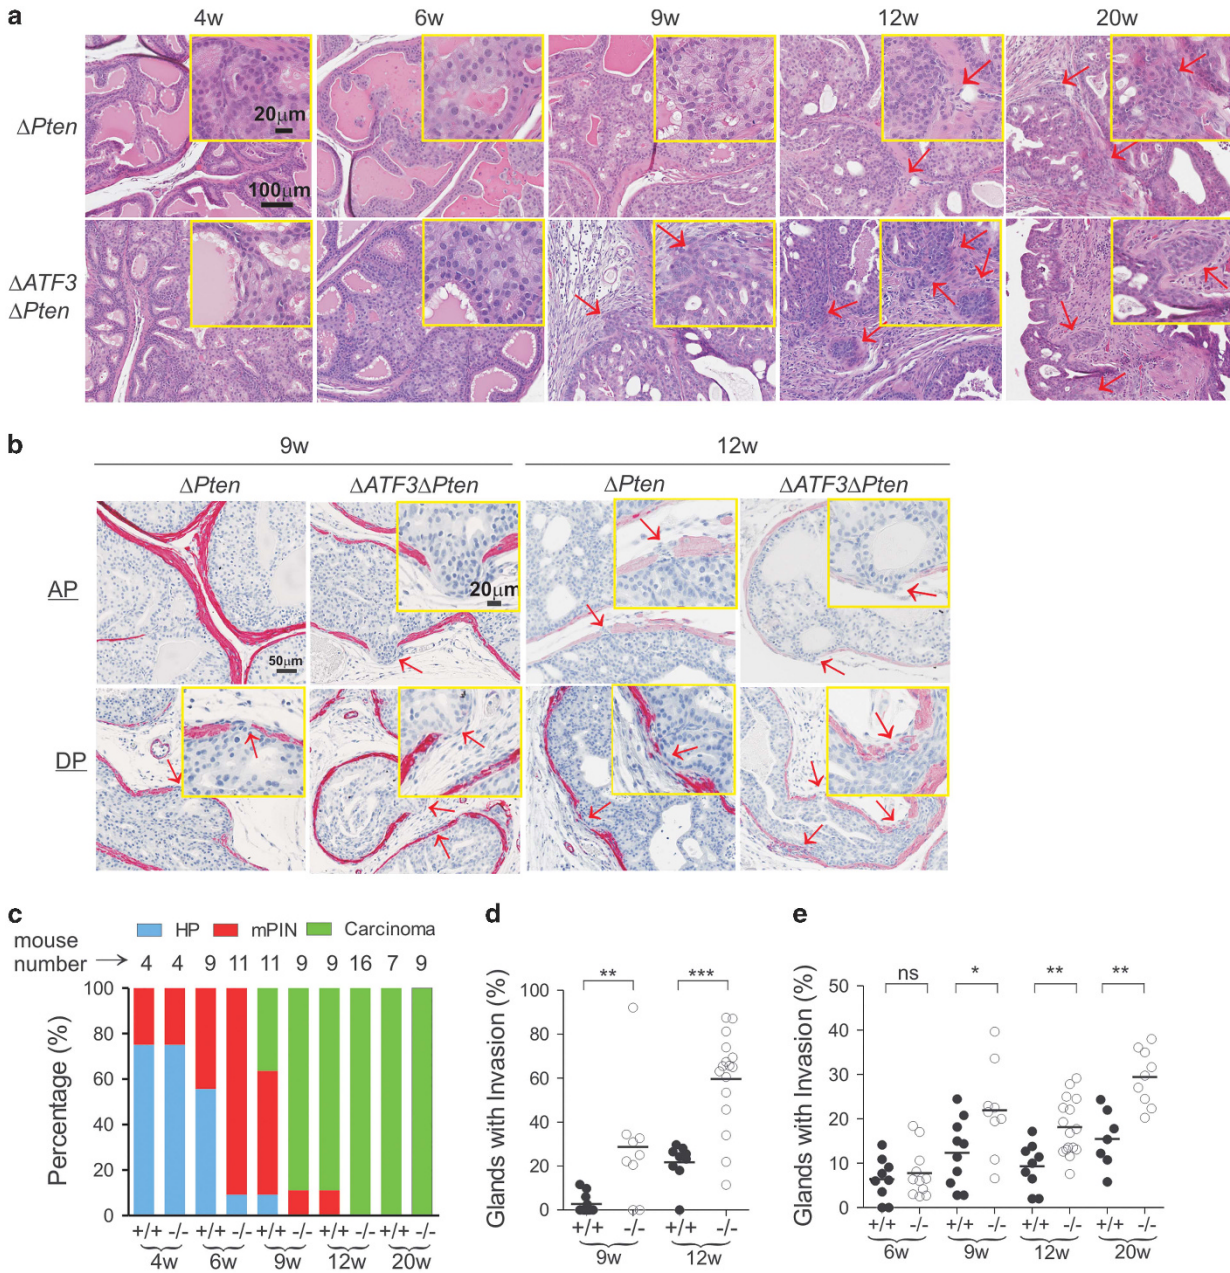 a
4w 6w 9w 12w 20w
ΔPten
20μm
100μm
ΔATF3
ΔPten
b
9w 12w
ΔPten ΔATF3ΔPten ΔPten ΔATF3ΔPten
AP
20μm
50μm
DP
c
HP mPIN Carcinoma
mouse
number → 4 4 9 11 11 9 9 16 7 9
Percentage (%)
100
80
60
40
20
0
+/+ -/- +/+ -/- +/+ -/- +/+ -/- +/+ -/-
4w 6w 9w 12w 20w
d
Glands with Invasion (%)
** ***
100
80
60
40
20
0
+/+ -/- +/+ -/-
9w 12w
e
Glands with Invasion (%)
ns * ** **
50
40
30
20
10
0
+/+ -/- +/+ -/- +/+ -/- +/+ -/-
6w 9w 12w 20w